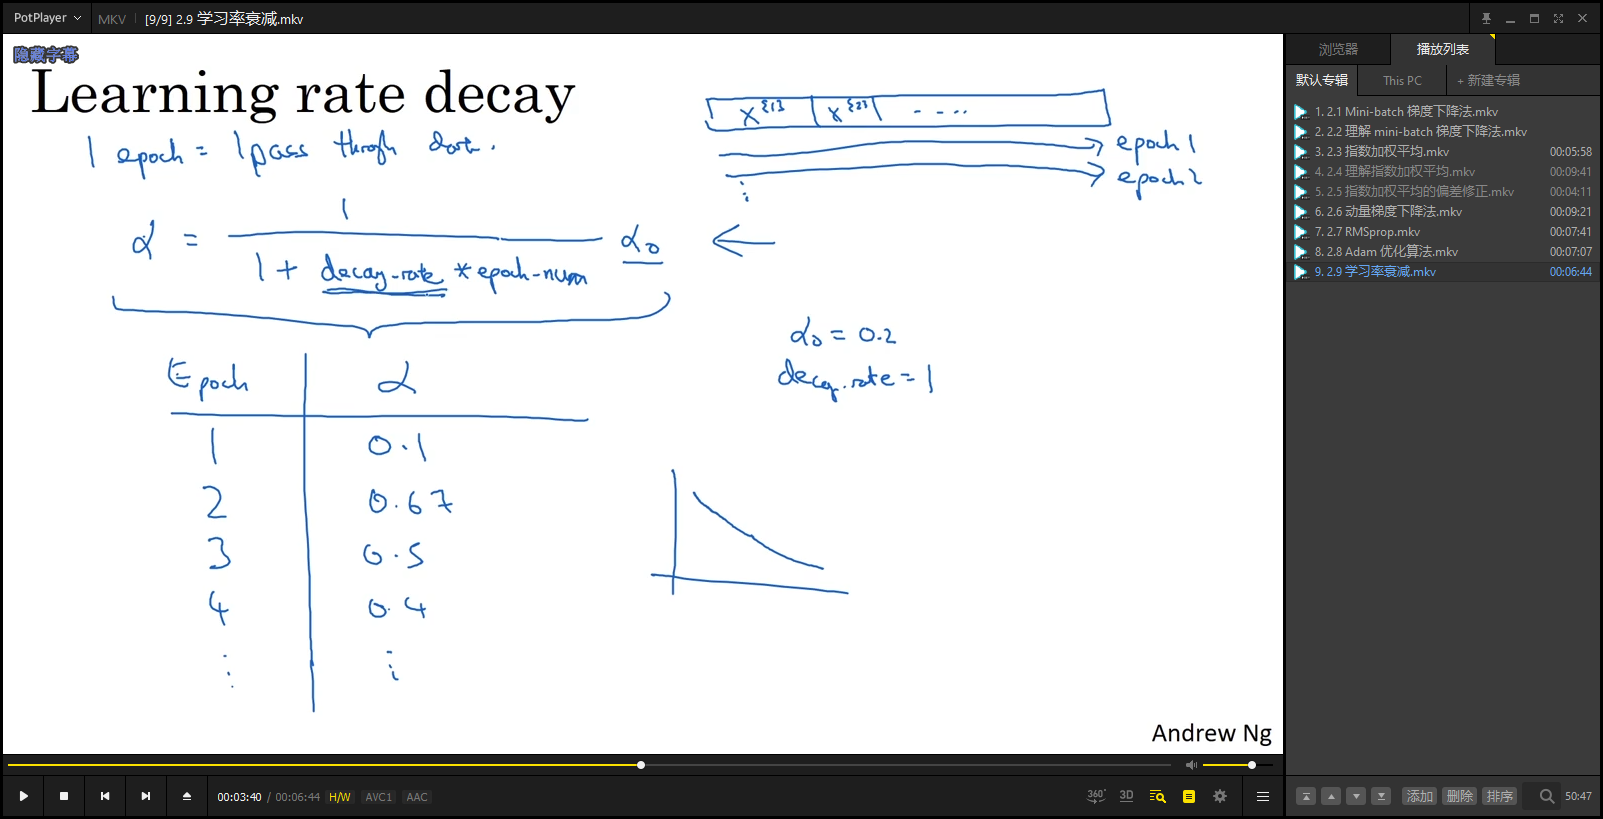 PotPlayer MKV [9/9] 2.9 学习率衰减.mkv
隐藏字幕
Learning rate decay
1 epoch = 1 pass through data.
X{1} X{2} ....
epoch 1
epoch 2
α = 1 / (1 + decay-rate * epoch-num) α₀
α₀ = 0.2
decay-rate = 1
Epoch α
1 0.1
2 0.67
3 0.5
4 0.4
Andrew Ng
00:03:40 / 00:06:44 H/W AVC1 AAC
360° 3D
浏览器 播放列表
默认专辑 This PC + 新建专辑
1. 2.1 Mini-batch 梯度下降法.mkv
2. 2.2 理解 mini-batch 梯度下降法.mkv
3. 2.3 指数加权平均.mkv 00:05:58
4. 2.4 理解指数加权平均.mkv 00:09:41
5. 2.5 指数加权平均的偏差修正.mkv 00:04:11
6. 2.6 动量梯度下降法.mkv 00:09:21
7. 2.7 RMSprop.mkv 00:07:41
8. 2.8 Adam 优化算法.mkv 00:07:07
9. 2.9 学习率衰减.mkv 00:06:44
添加 删除 排序 50:47